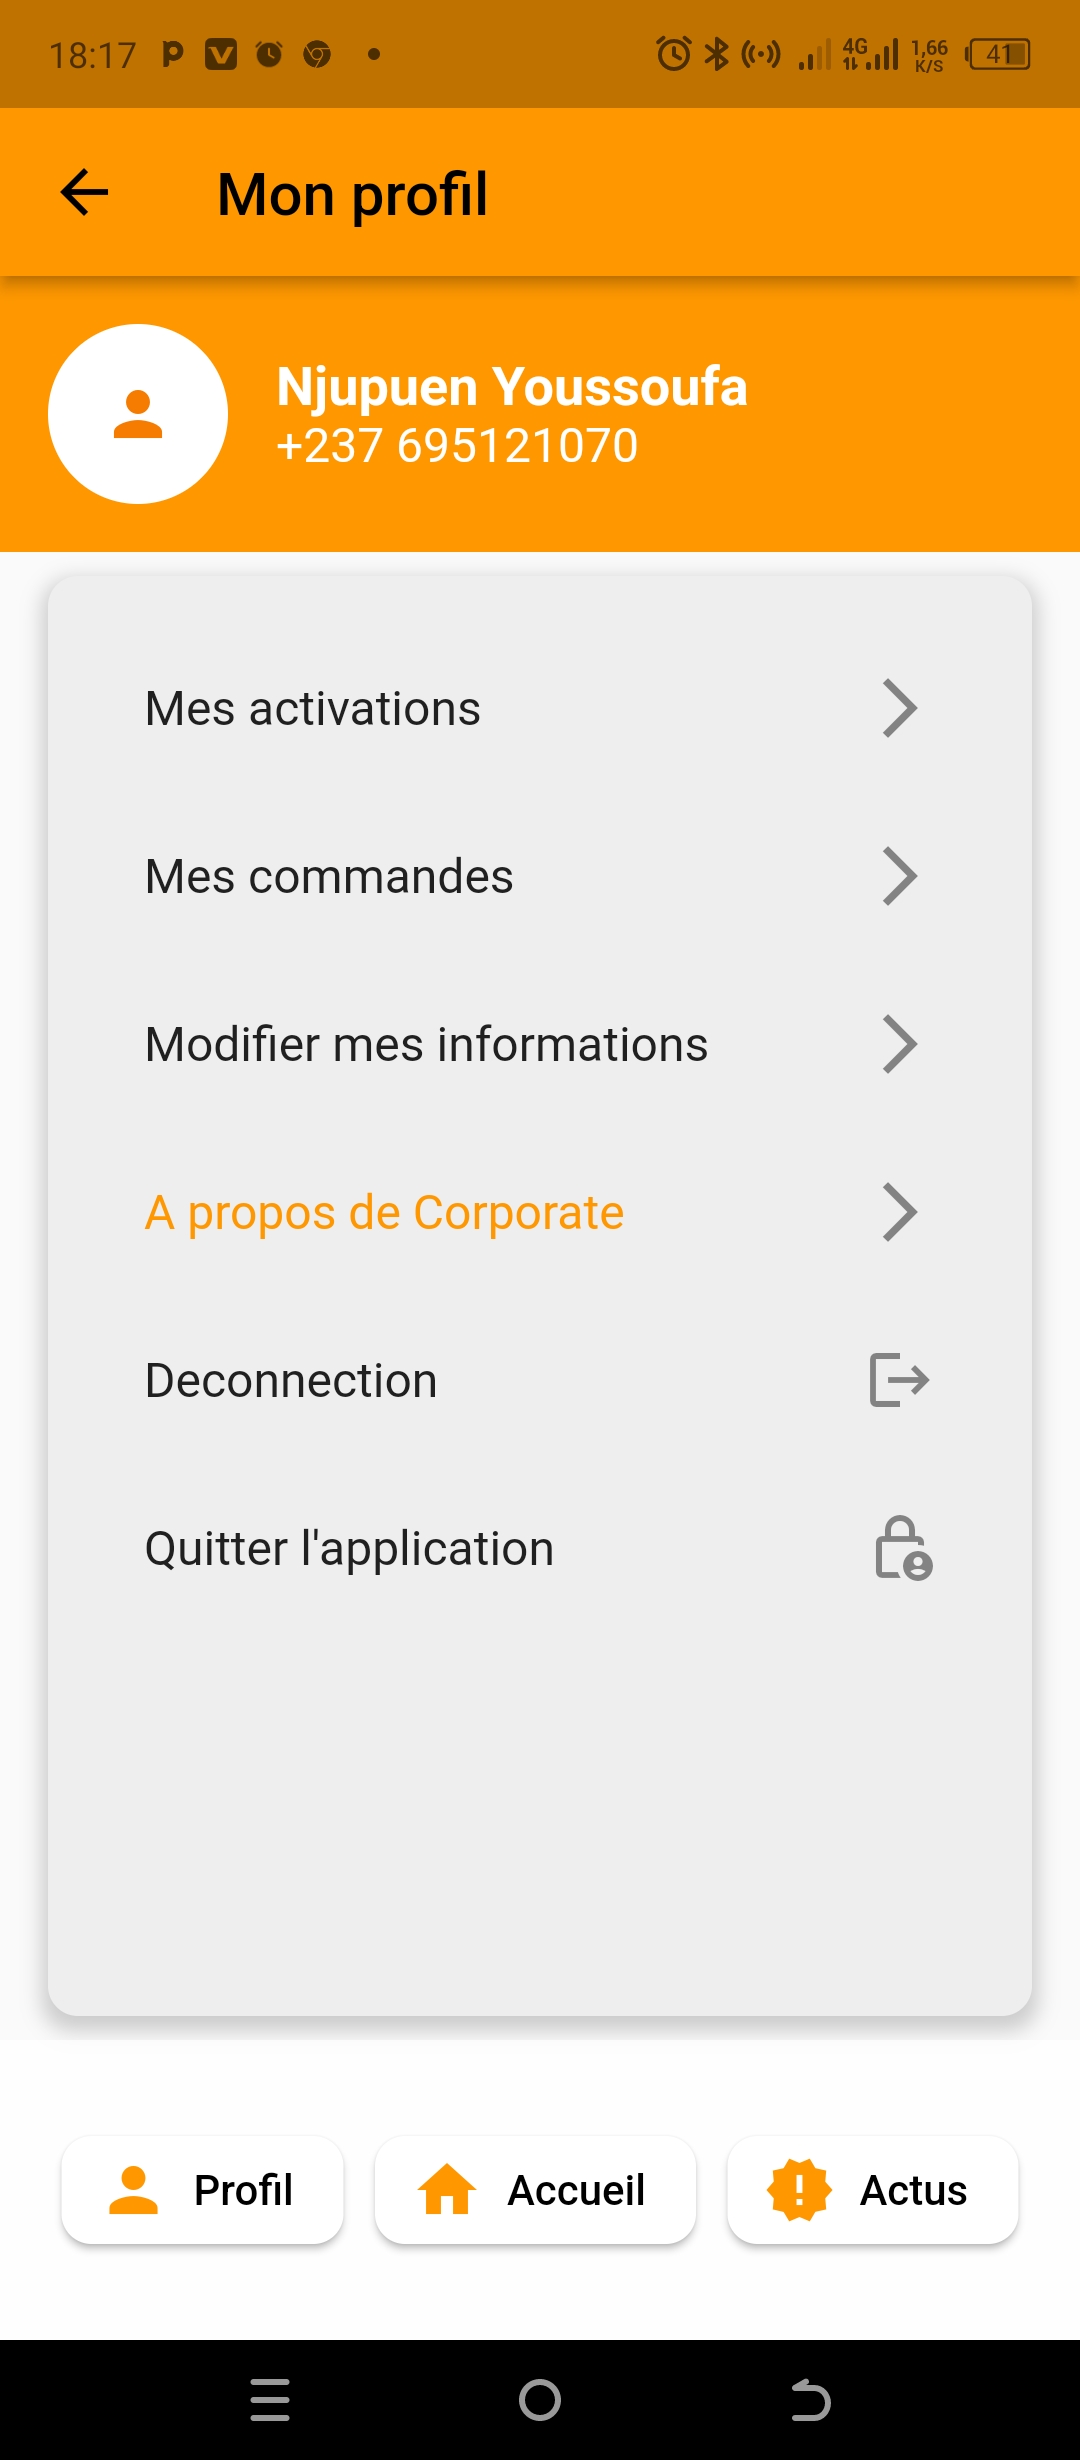 18:17
4G
1,66
K/S
41
Mon profil
Njupuen Youssoufa
+237 695121070
Mes activations
Mes commandes
Modifier mes informations
A propos de Corporate
Deconnection
Quitter l'application
Profil
Accueil
Actus